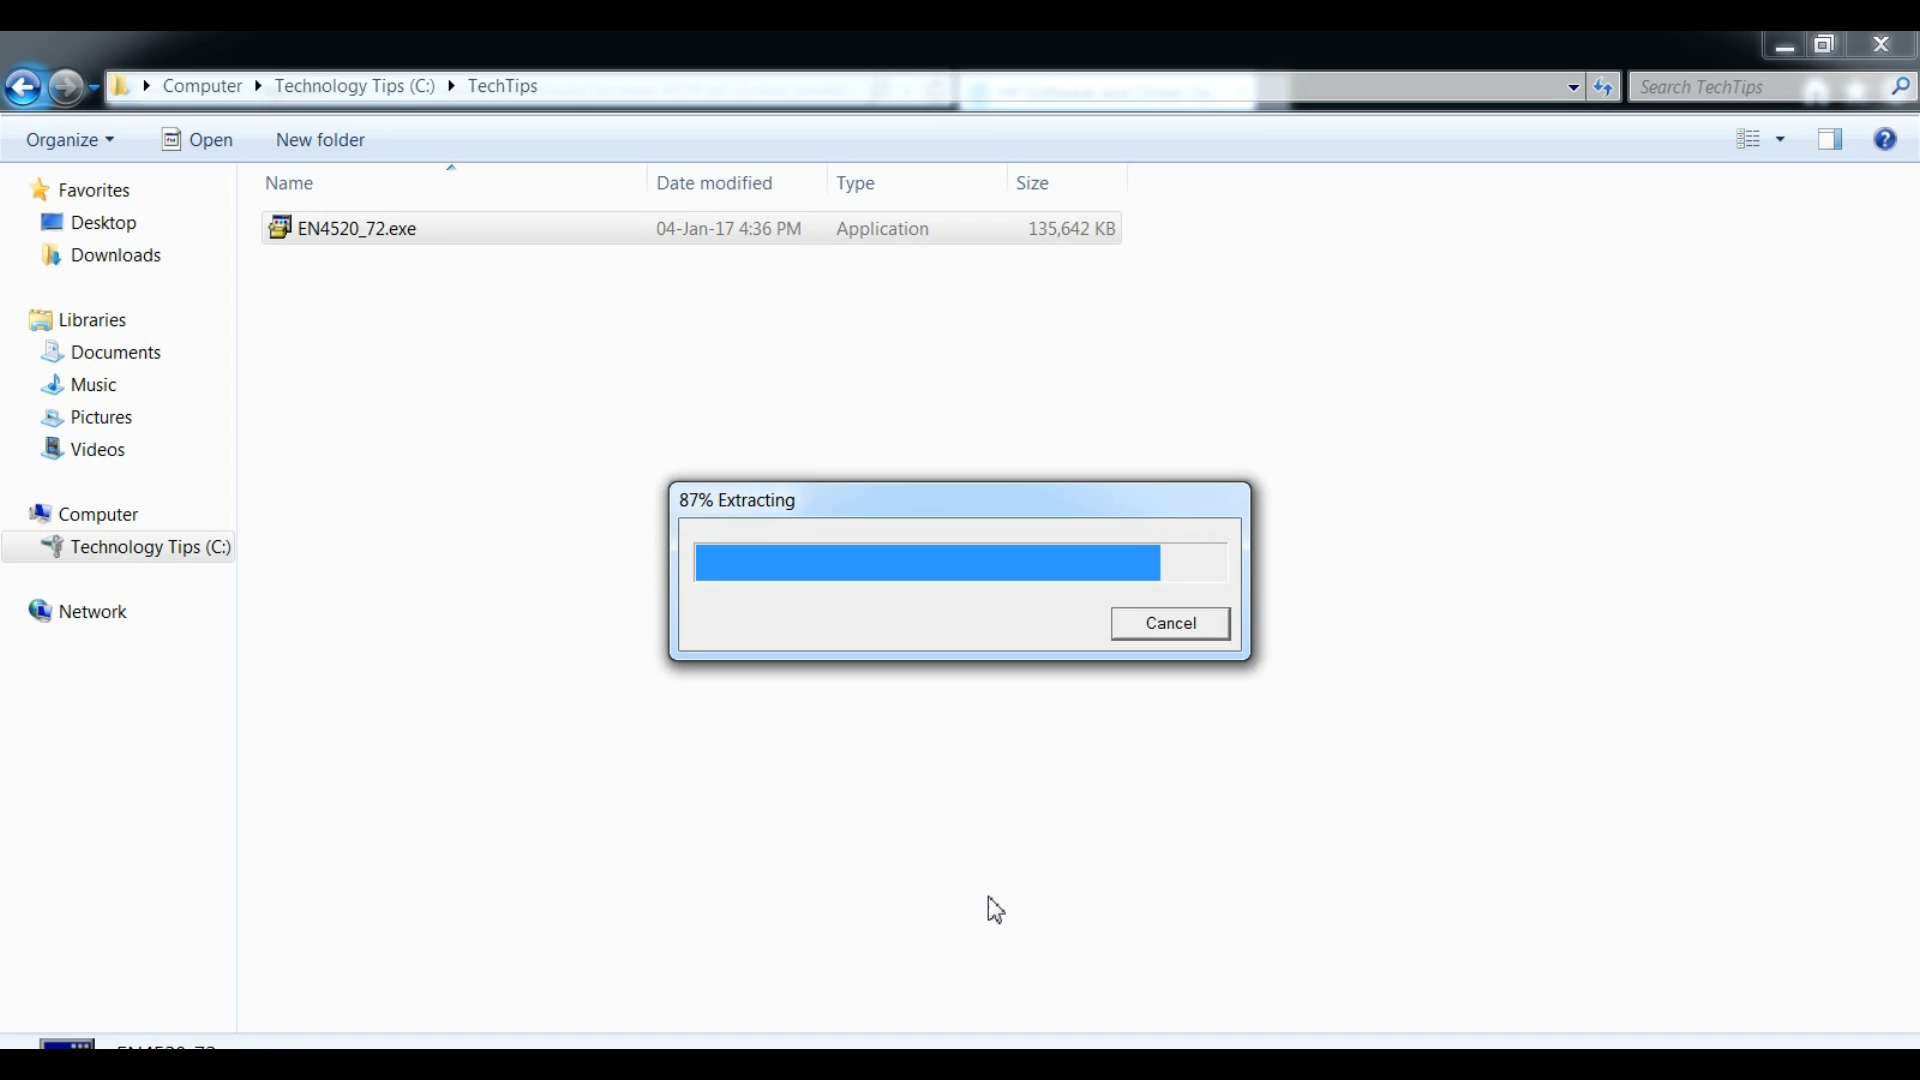 Computer Technology Tips (C:) TechTips
Search TechTips
Organize Open New folder
Name Date modified Type Size
EN4520_72.exe 04-Jan-17 4:36 PM Application 135,642 KB
Favorites
Desktop
Downloads
Libraries
Documents
Music
Pictures
Videos
Computer
Technology Tips (C:)
Network
87% Extracting
Cancel
EN4520_72